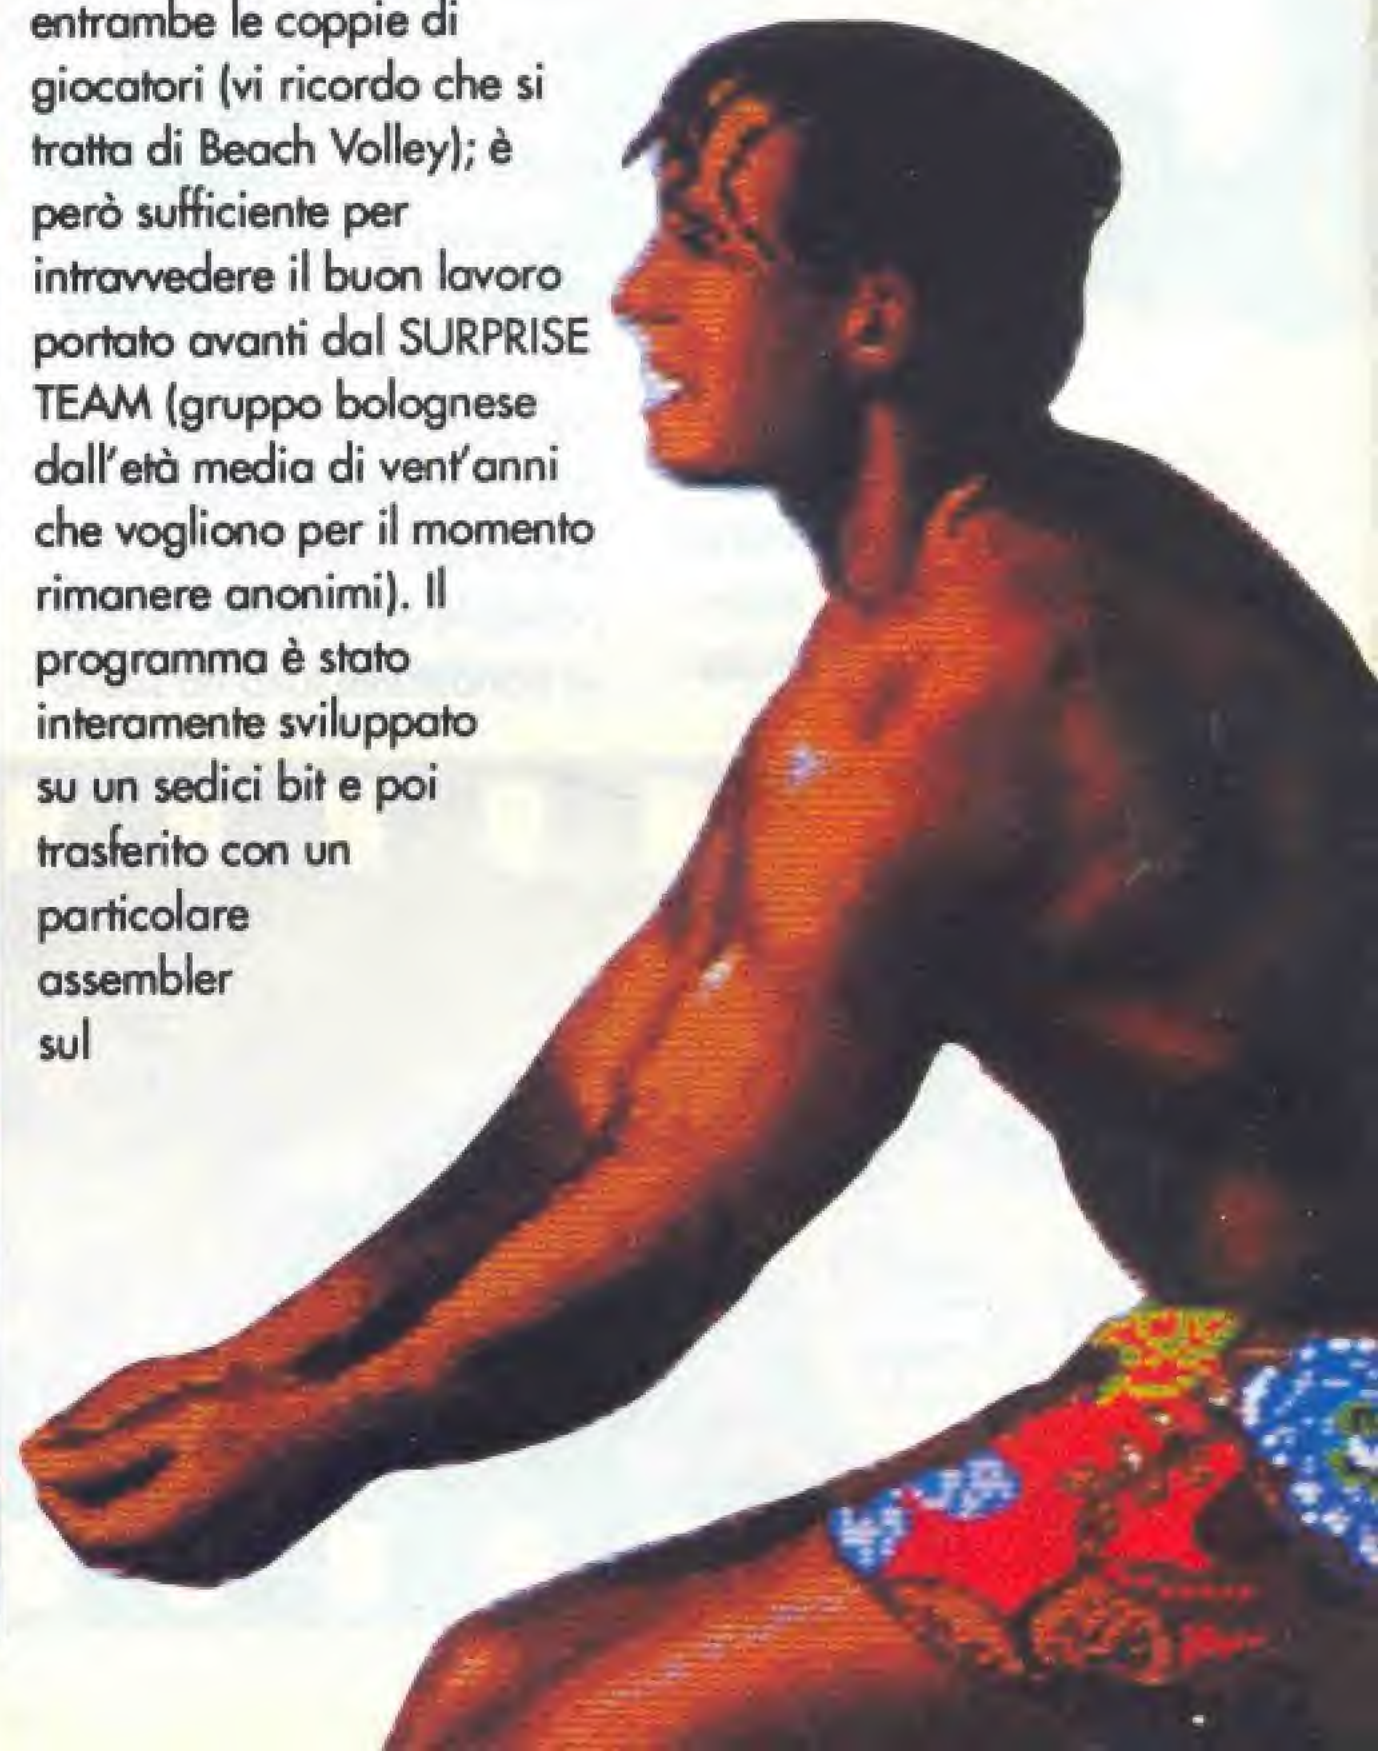 entrambe le coppie di
giocatori (vi ricordo che si
tratta di Beach Volley); è
però sufficiente per
intravvedere il buon lavoro
portato avanti dal SURPRISE
TEAM (gruppo bolognese
dall'età media di vent'anni
che vogliono per il momento
rimanere anonimi). Il
programma è stato
interamente sviluppato
su un sedici bit e poi
trasferito con un
particolare
assembler
sul